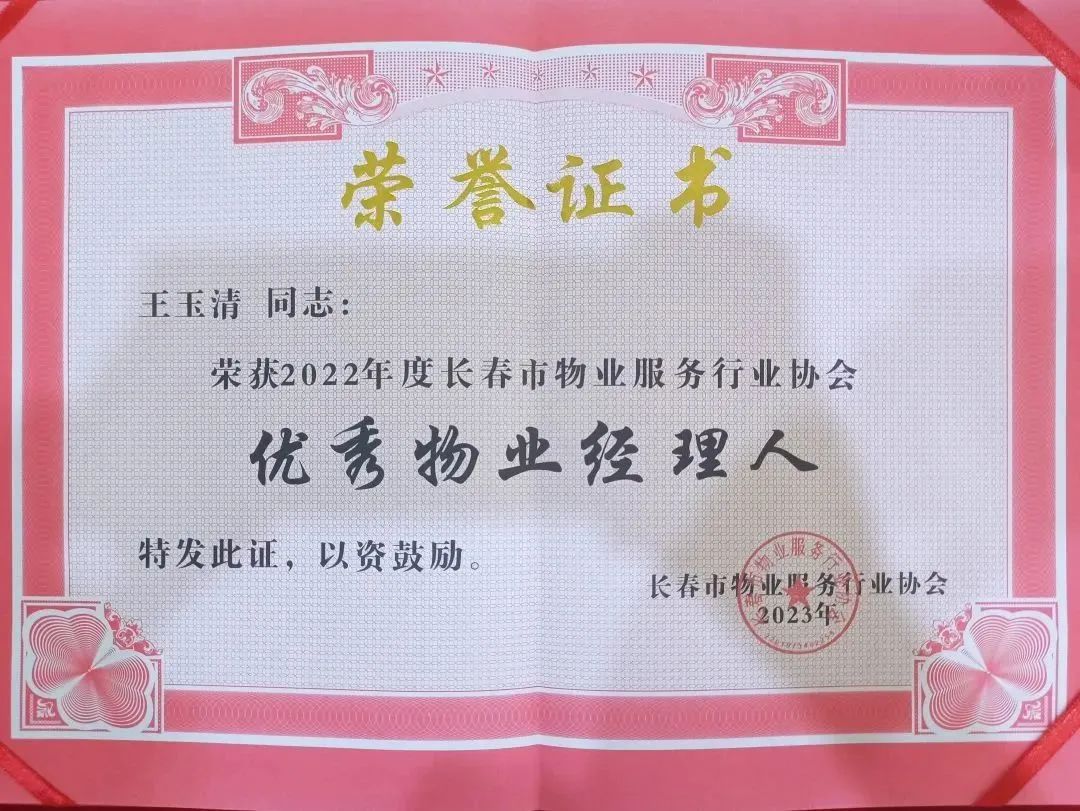 荣誉证书
王玉清 同志：
荣获2022年度长春市物业服务行业协会
优秀物业经理人
特发此证，以资鼓励。
长春市物业服务行业协会
2023年